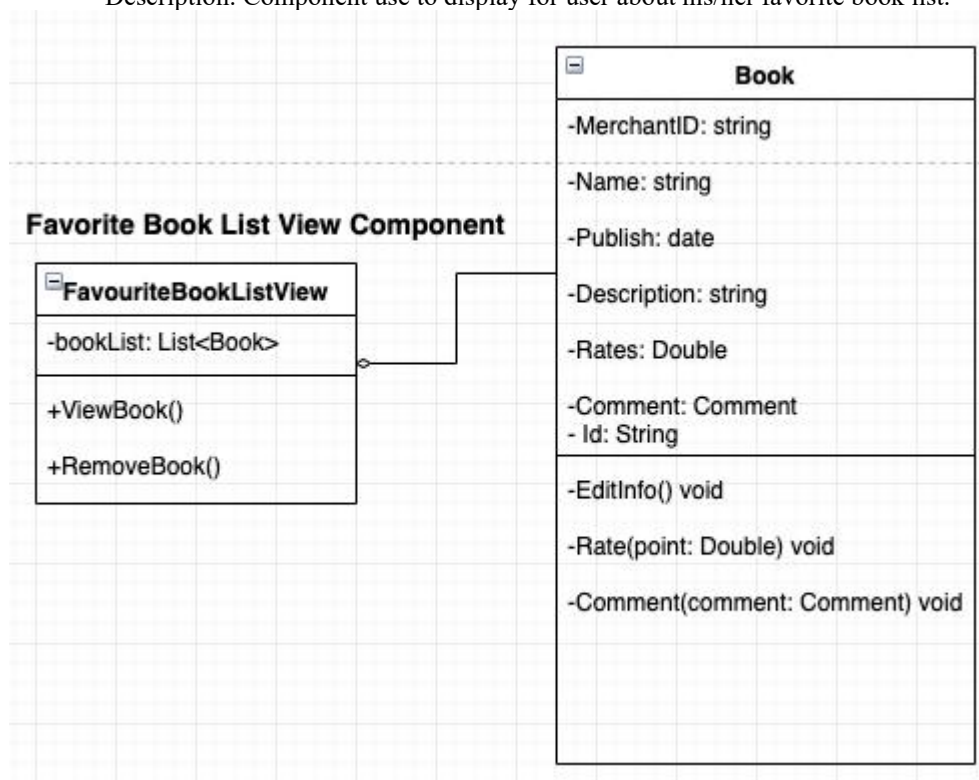 Description: Component use to display for user about his/her favorite book list.
Favorite Book List View Component
FavouriteBookListView
-bookList: List<Book>
+ViewBook()
+RemoveBook()
Book
-MerchantID: string
-Name: string
-Publish: date
-Description: string
-Rates: Double
-Comment: Comment
- Id: String
-EditInfo() void
-Rate(point: Double) void
-Comment(comment: Comment) void